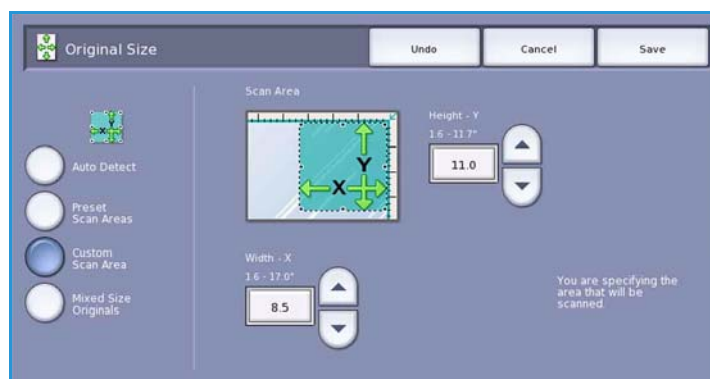 Original Size
Undo
Cancel
Save
Auto Detect
Preset
Scan Areas
Custom
Scan Area
Mixed Size
Originals
Scan Area
Y
X
Height - Y
1.6 - 11.7"
11.0
Width - X
1.6 - 17.0"
8.5
You are specifying the
area that will be
scanned.